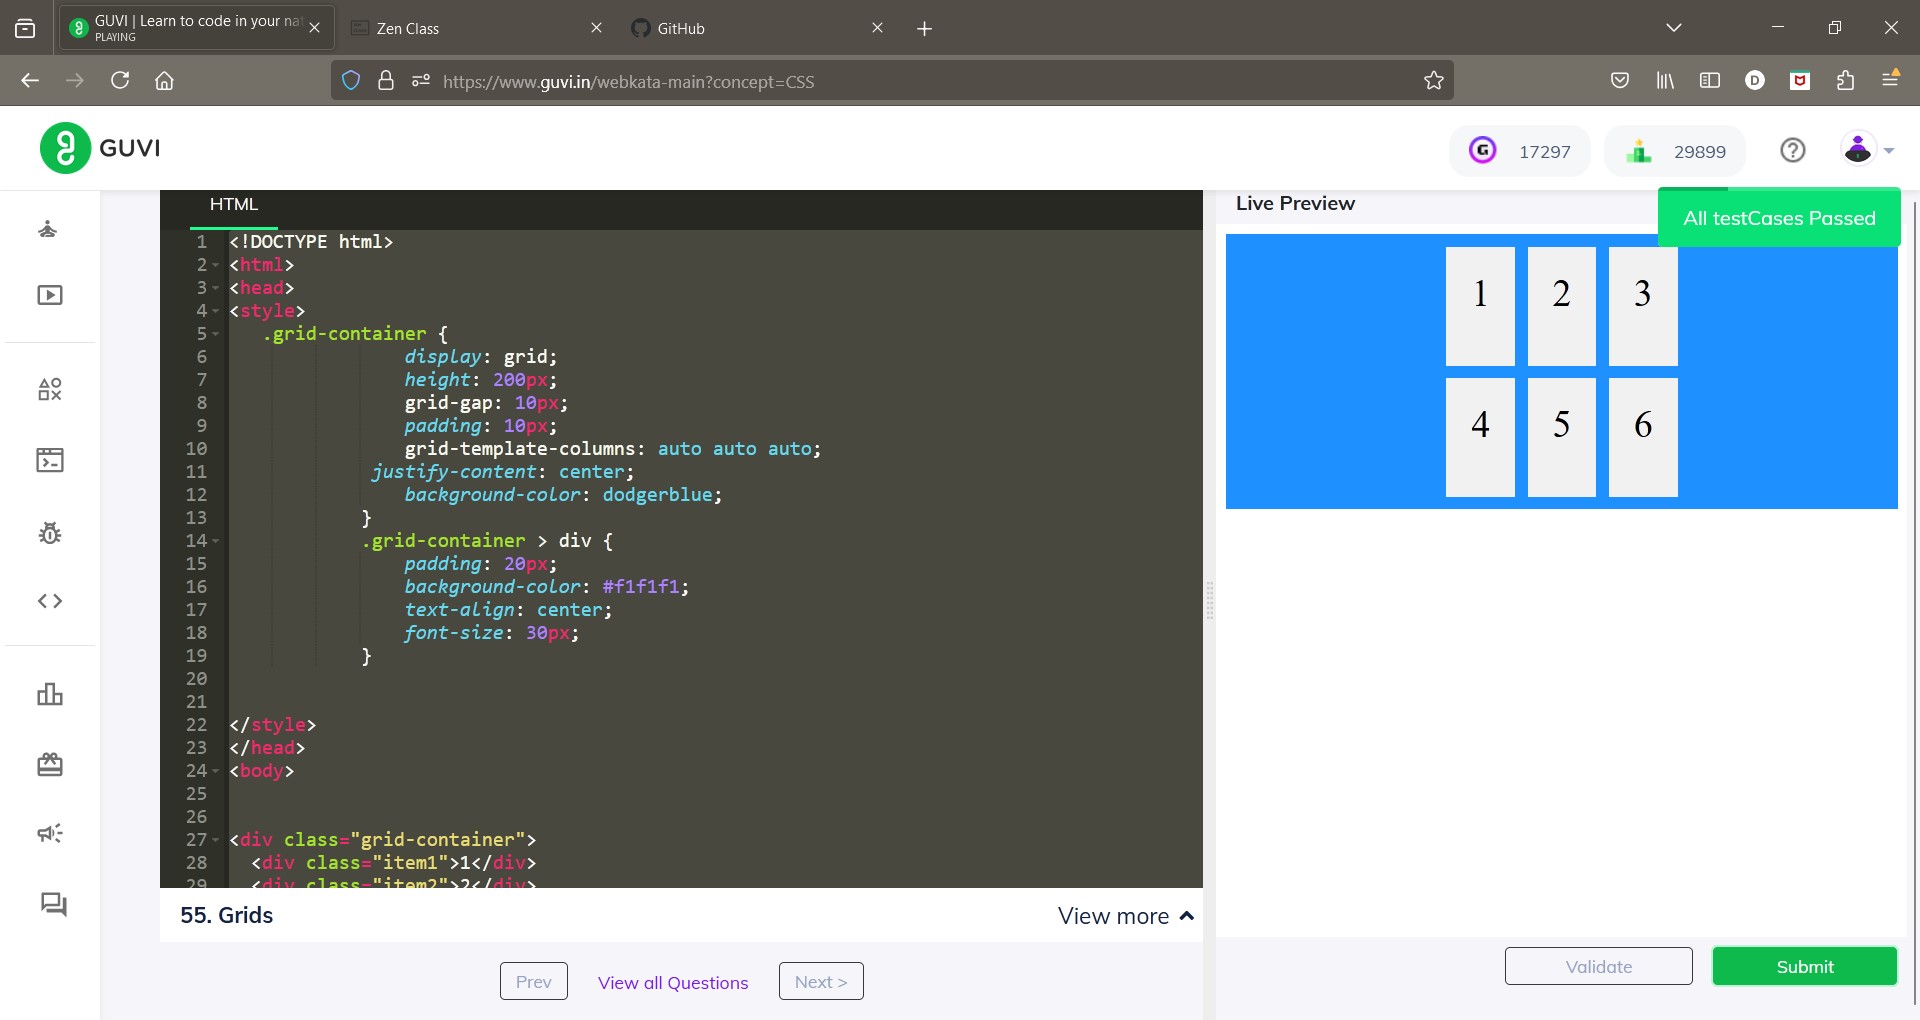 GUVI | Learn to code in your nat
PLAYING
Zen Class
GitHub
https://www.guvi.in/webkata-main?concept=CSS
D
GUVI
G
17297
29899
HTML
Live Preview
All testCases Passed
1 <!DOCTYPE html>
2 <html>
3 <head>
4 <style>
5 .grid-container {
6 display: grid;
7 height: 200px;
8 grid-gap: 10px;
9 padding: 10px;
10 grid-template-columns: auto auto auto;
11 justify-content: center;
12 background-color: dodgerblue;
13 }
14 .grid-container > div {
15 padding: 20px;
16 background-color: #f1f1f1;
17 text-align: center;
18 font-size: 30px;
19 }
20
21
22 </style>
23 </head>
24 <body>
25
26
27 <div class="grid-container">
28 <div class="item1">1</div>
29 <div class="item2">2</div>
1 2 3
4 5 6
55. Grids
View more
Prev
View all Questions
Next >
Validate
Submit